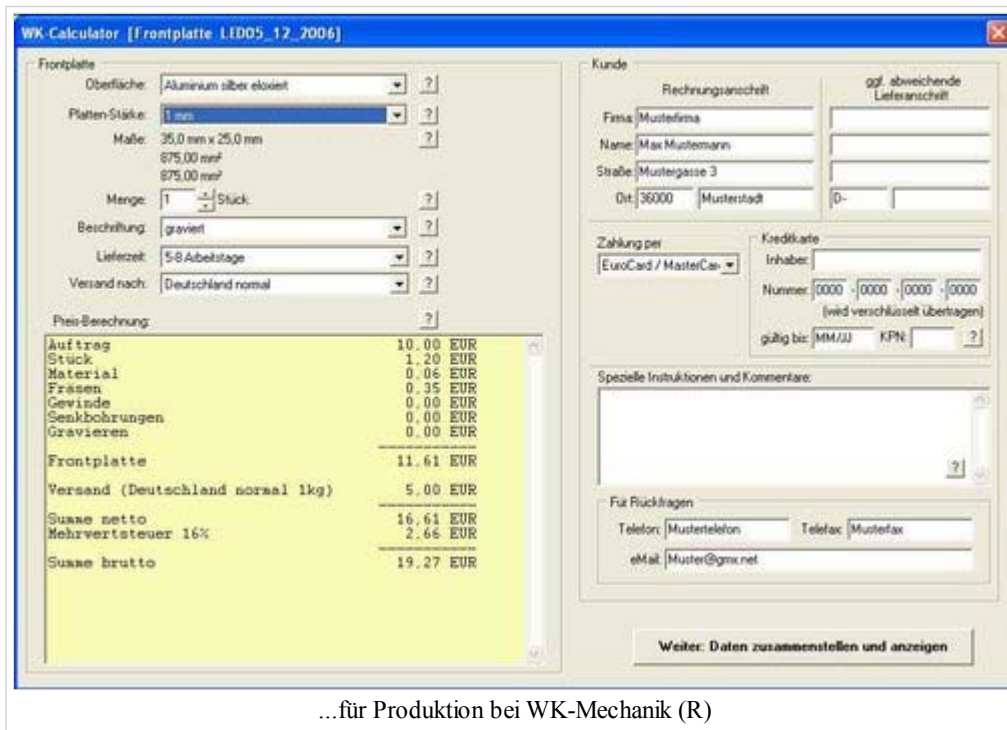 WK-Calculator [Frontplatte LED05_12_2006]
Frontplatte
Oberfläche: Aluminium silber eloxiert ?
Platten-Stärke: 1 mm ?
Maße: 35,0 mm x 25,0 mm ?
875,00 mm²
875,00 mm²
Menge: 1 Stück ?
Beschriftung: graviert ?
Lieferzeit: 5-8 Arbeitstage ?
Versand nach: Deutschland normal ?
Preis-Berechnung: ?
Auftrag 10,00 EUR
Stück 1,20 EUR
Material 0,06 EUR
Fräsen 0,35 EUR
Gewinde 0,00 EUR
Senkbohrungen 0,00 EUR
Gravieren 0,00 EUR
Frontplatte 11,61 EUR
Versand (Deutschland normal 1kg) 5,00 EUR
Summe netto 16,61 EUR
Mehrwertsteuer 16% 2,66 EUR
Summe brutto 19,27 EUR
Kunde
Rechnungsanschrift
ggf. abweichende
Lieferanschrift
Firma: Musterfirma
Name: Max Mustermann
Straße: Mustergasse 3
Ort: 36000 Musterstadt D-
Zahlung per
EuroCard / MasterCar
Kreditkarte
Inhaber:
Nummer: 0000 - 0000 - 0000 - 0000
(wird verschlüsselt übertragen)
gültig bis: MM/JJ KPN: ?
Spezielle Instruktionen und Kommentare:
?
Für Rückfragen
Telefon: Mustertelefon Telefax: Musterfax
eMail: Muster@gmx.net
Weiter: Daten zusammenstellen und anzeigen
...für Produktion bei WK-Mechanik (R)